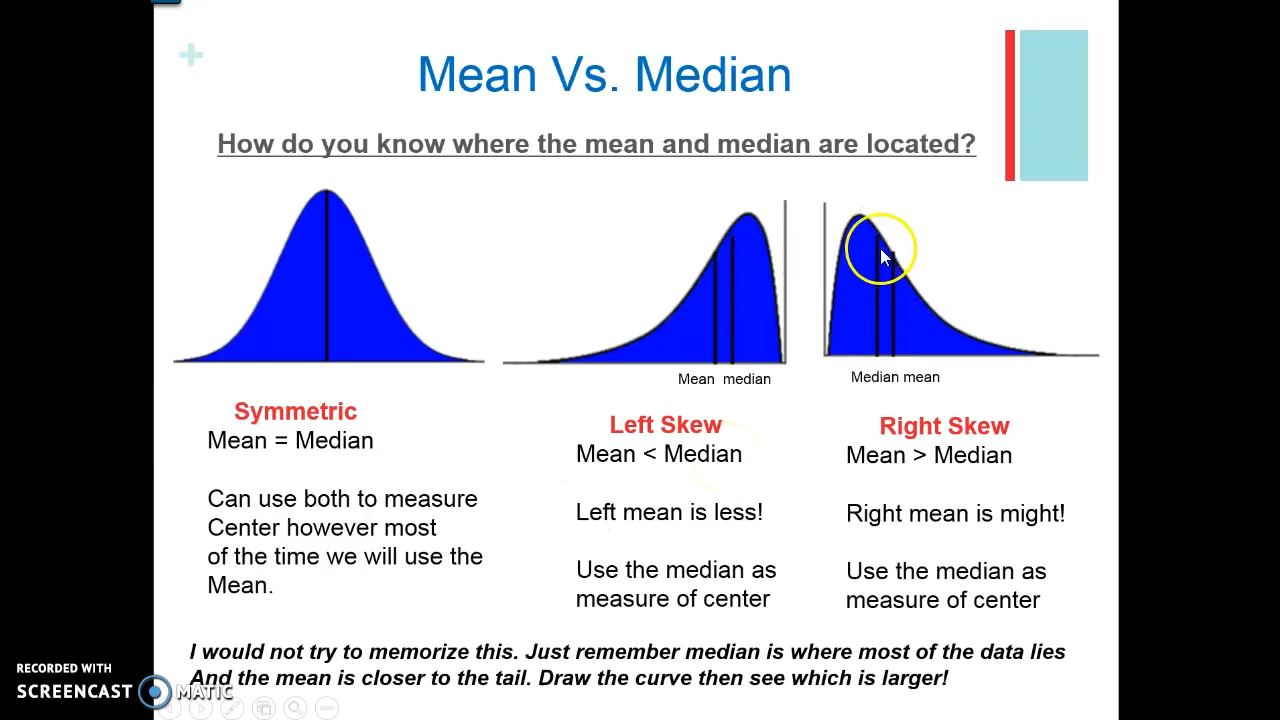 Mean Vs. Median
How do you know where the mean and median are located?
Mean median
Median mean
Symmetric
Mean = Median
Can use both to measure
Center however most
of the time we will use the
Mean.
Left Skew
Mean < Median
Left mean is less!
Use the median as
measure of center
Right Skew
Mean > Median
Right mean is might!
Use the median as
measure of center
I would not try to memorize this. Just remember median is where most of the data lies
And the mean is closer to the tail. Draw the curve then see which is larger!
RECORDED WITH
SCREENCAST MATIC